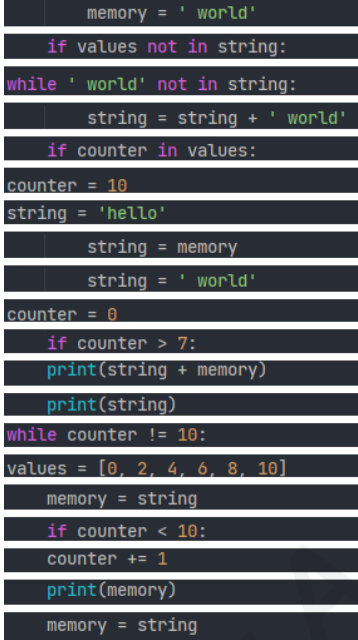 memory = ' world'
if values not in string:
while ' world' not in string:
string = string + ' world'
if counter in values:
counter = 10
string = 'hello'
string = memory
string = ' world'
counter = 0
if counter > 7:
print(string + memory)
print(string)
while counter != 10:
values = [0, 2, 4, 6, 8, 10]
memory = string
if counter < 10:
counter += 1
print(memory)
memory = string